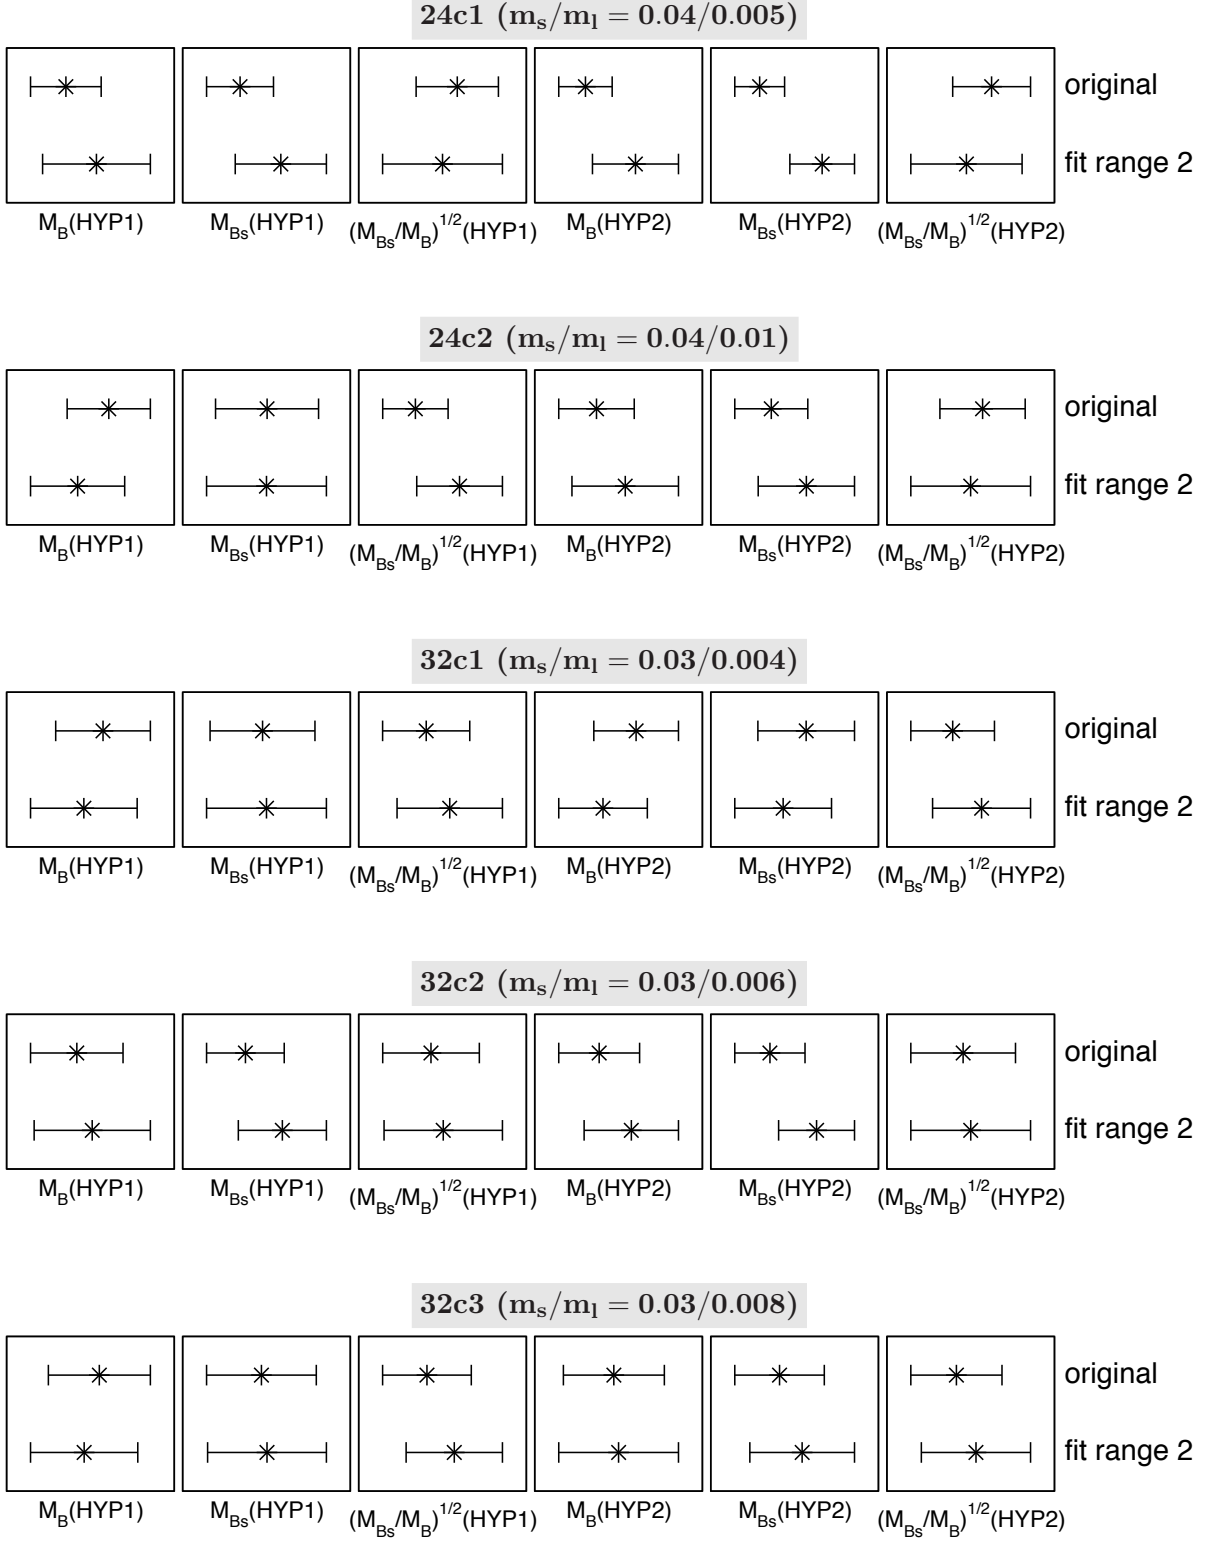 24c1 (m_s/m_l = 0.04/0.005)
original
fit range 2
M_B(HYP1) M_Bs(HYP1) (M_Bs/M_B)^1/2(HYP1) M_B(HYP2) M_Bs(HYP2) (M_Bs/M_B)^1/2(HYP2)
24c2 (m_s/m_l = 0.04/0.01)
original
fit range 2
M_B(HYP1) M_Bs(HYP1) (M_Bs/M_B)^1/2(HYP1) M_B(HYP2) M_Bs(HYP2) (M_Bs/M_B)^1/2(HYP2)
32c1 (m_s/m_l = 0.03/0.004)
original
fit range 2
M_B(HYP1) M_Bs(HYP1) (M_Bs/M_B)^1/2(HYP1) M_B(HYP2) M_Bs(HYP2) (M_Bs/M_B)^1/2(HYP2)
32c2 (m_s/m_l = 0.03/0.006)
original
fit range 2
M_B(HYP1) M_Bs(HYP1) (M_Bs/M_B)^1/2(HYP1) M_B(HYP2) M_Bs(HYP2) (M_Bs/M_B)^1/2(HYP2)
32c3 (m_s/m_l = 0.03/0.008)
original
fit range 2
M_B(HYP1) M_Bs(HYP1) (M_Bs/M_B)^1/2(HYP1) M_B(HYP2) M_Bs(HYP2) (M_Bs/M_B)^1/2(HYP2)